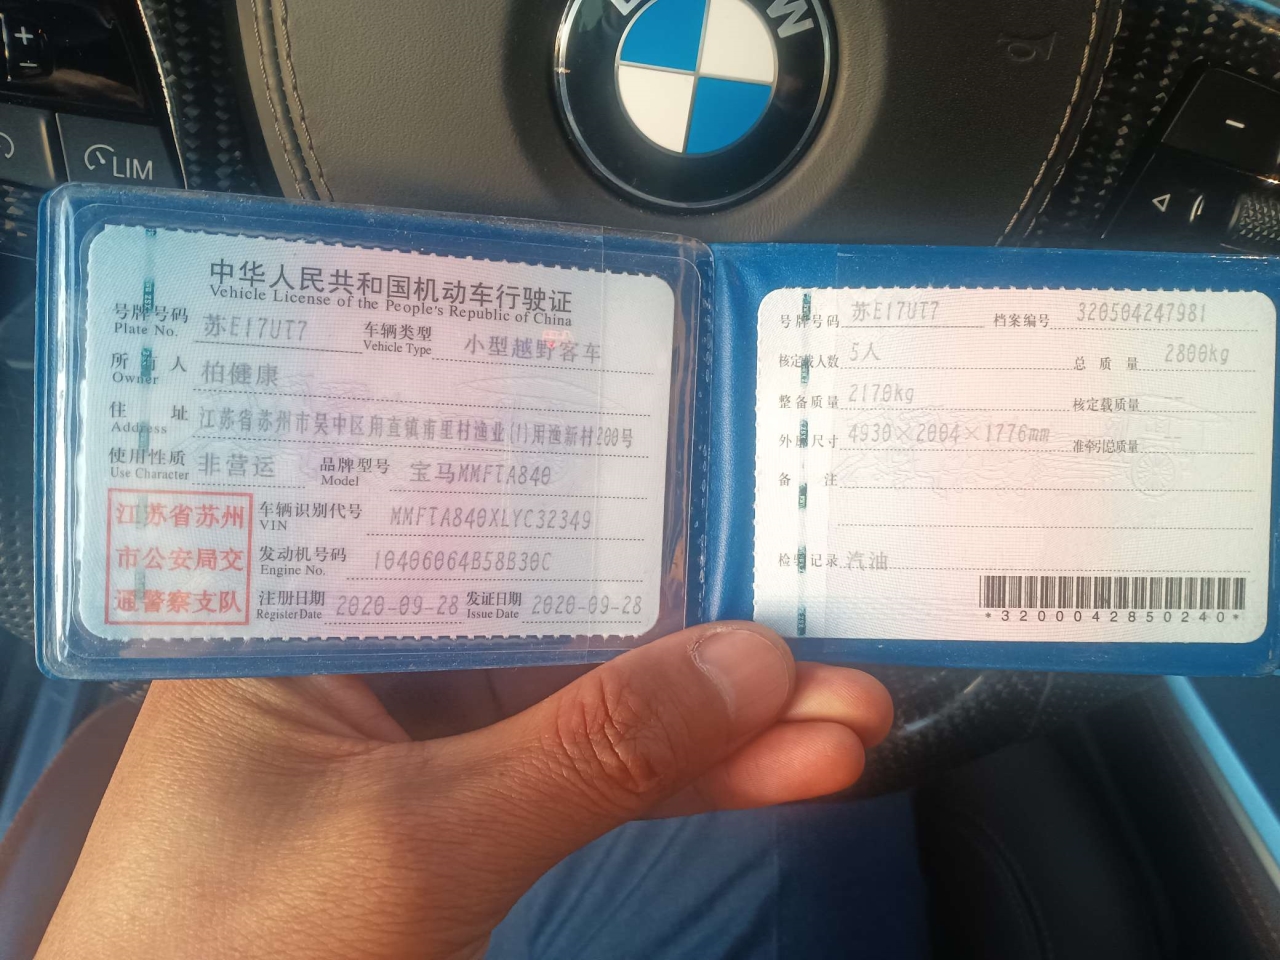 BMW
+
−
LIM
中华人民共和国机动车行驶证
Vehicle License of the People's Republic of China
号牌号码 苏E17UT7 车辆类型 小型越野客车
Plate No. Vehicle Type
所有人 柏健康
Owner
住址 江苏省苏州市吴中区甪直镇甫里村渔业(1)甪渔新村200号
Address
使用性质 非营运 品牌型号 宝马MMFTA840
Use Character Model
江苏省苏州
市公安局交
通警察支队
车辆识别代号 MMFTA840XLYC32349
VIN
发动机号码 10406064B58B30C
Engine No.
注册日期 2020-09-28 发证日期 2020-09-28
Register Date Issue Date
号牌号码 苏E17UT7 档案编号 320504247981
核定载人数 5人 总质量 2800kg
整备质量 2170kg 核定载质量 --
外廓尺寸 4930×2004×1776mm 准牵引总质量 --
备注
检验记录 汽油
*3200042850240*